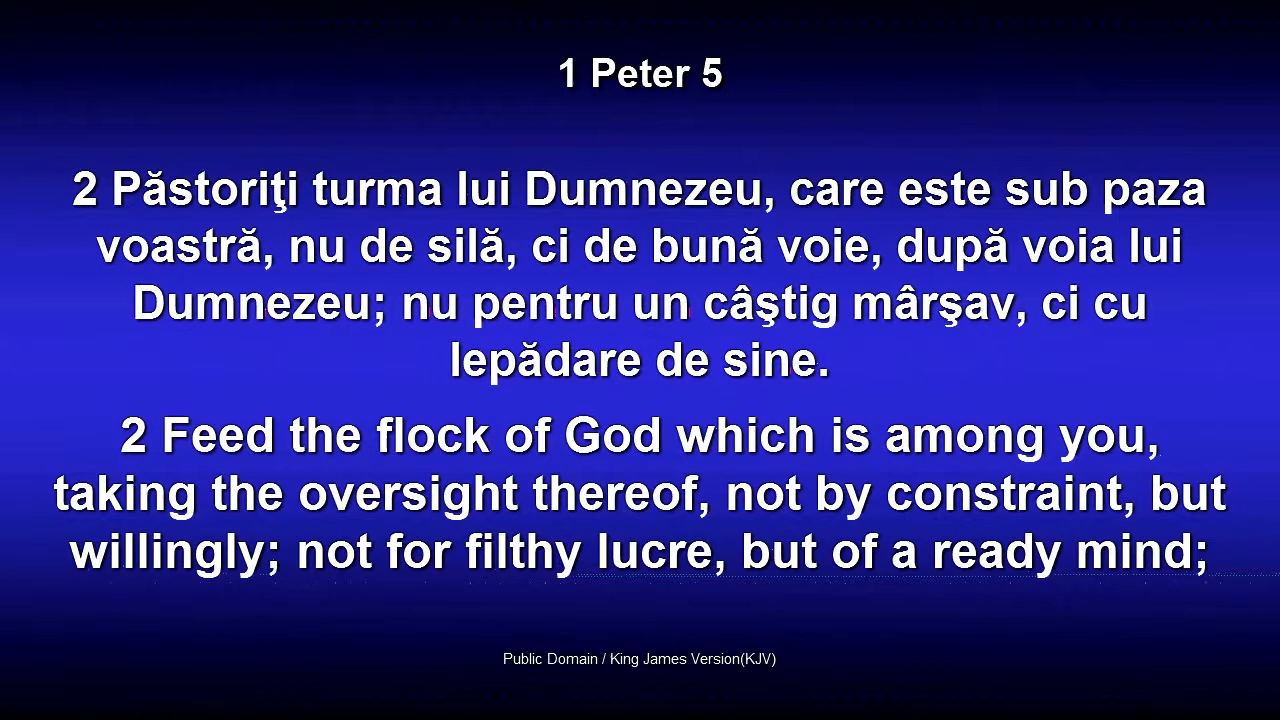 1 Peter 5
2 Păstoriţi turma lui Dumnezeu, care este sub paza
voastră, nu de silă, ci de bună voie, după voia lui
Dumnezeu; nu pentru un câştig mârşav, ci cu
lepădare de sine.
2 Feed the flock of God which is among you,
taking the oversight thereof, not by constraint, but
willingly; not for filthy lucre, but of a ready mind;
Public Domain / King James Version(KJV)